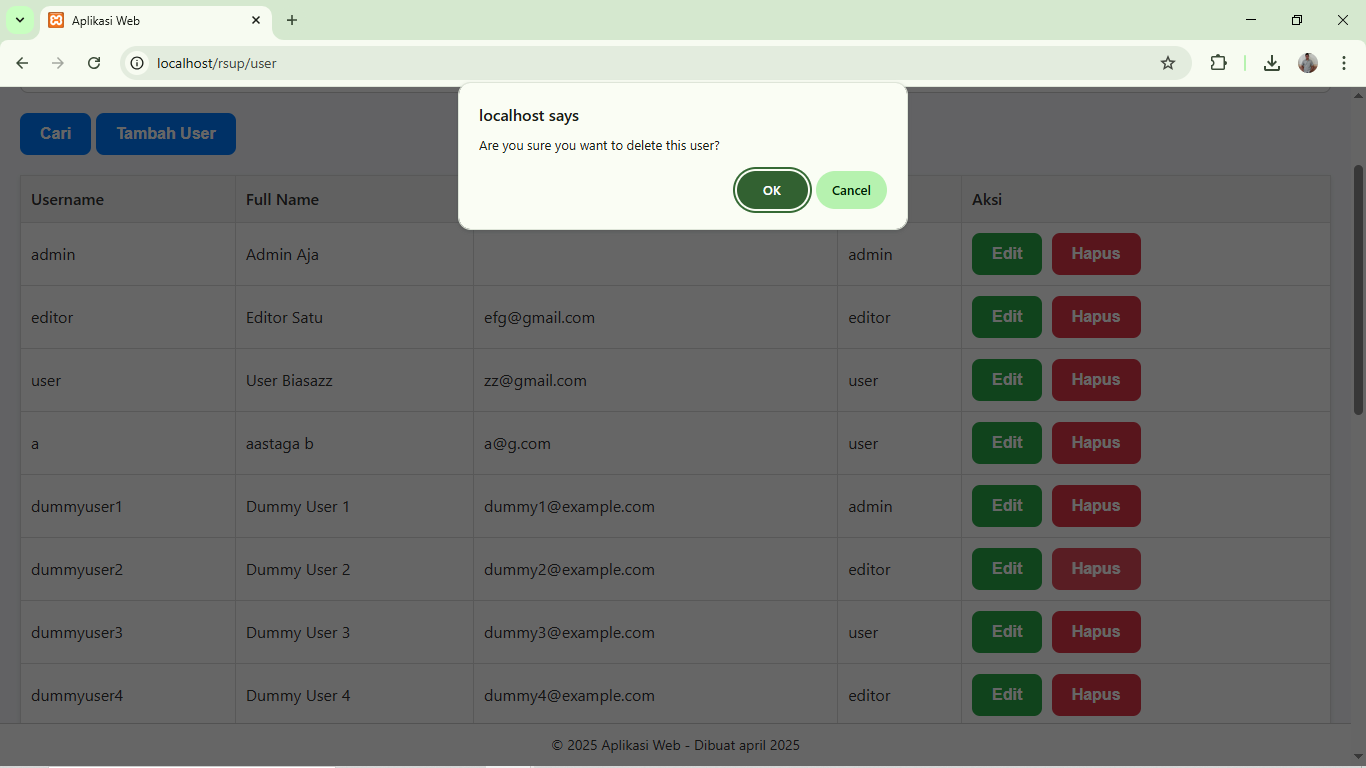 Aplikasi Web
localhost/rsup/user
localhost says
Are you sure you want to delete this user?
OK Cancel
Cari Tambah User
Username Full Name Aksi
admin Admin Aja admin Edit Hapus
editor Editor Satu efg@gmail.com editor Edit Hapus
user User Biasazz zz@gmail.com user Edit Hapus
a aastaga b a@g.com user Edit Hapus
dummyuser1 Dummy User 1 dummy1@example.com admin Edit Hapus
dummyuser2 Dummy User 2 dummy2@example.com editor Edit Hapus
dummyuser3 Dummy User 3 dummy3@example.com user Edit Hapus
dummyuser4 Dummy User 4 dummy4@example.com editor Edit Hapus
© 2025 Aplikasi Web - Dibuat april 2025